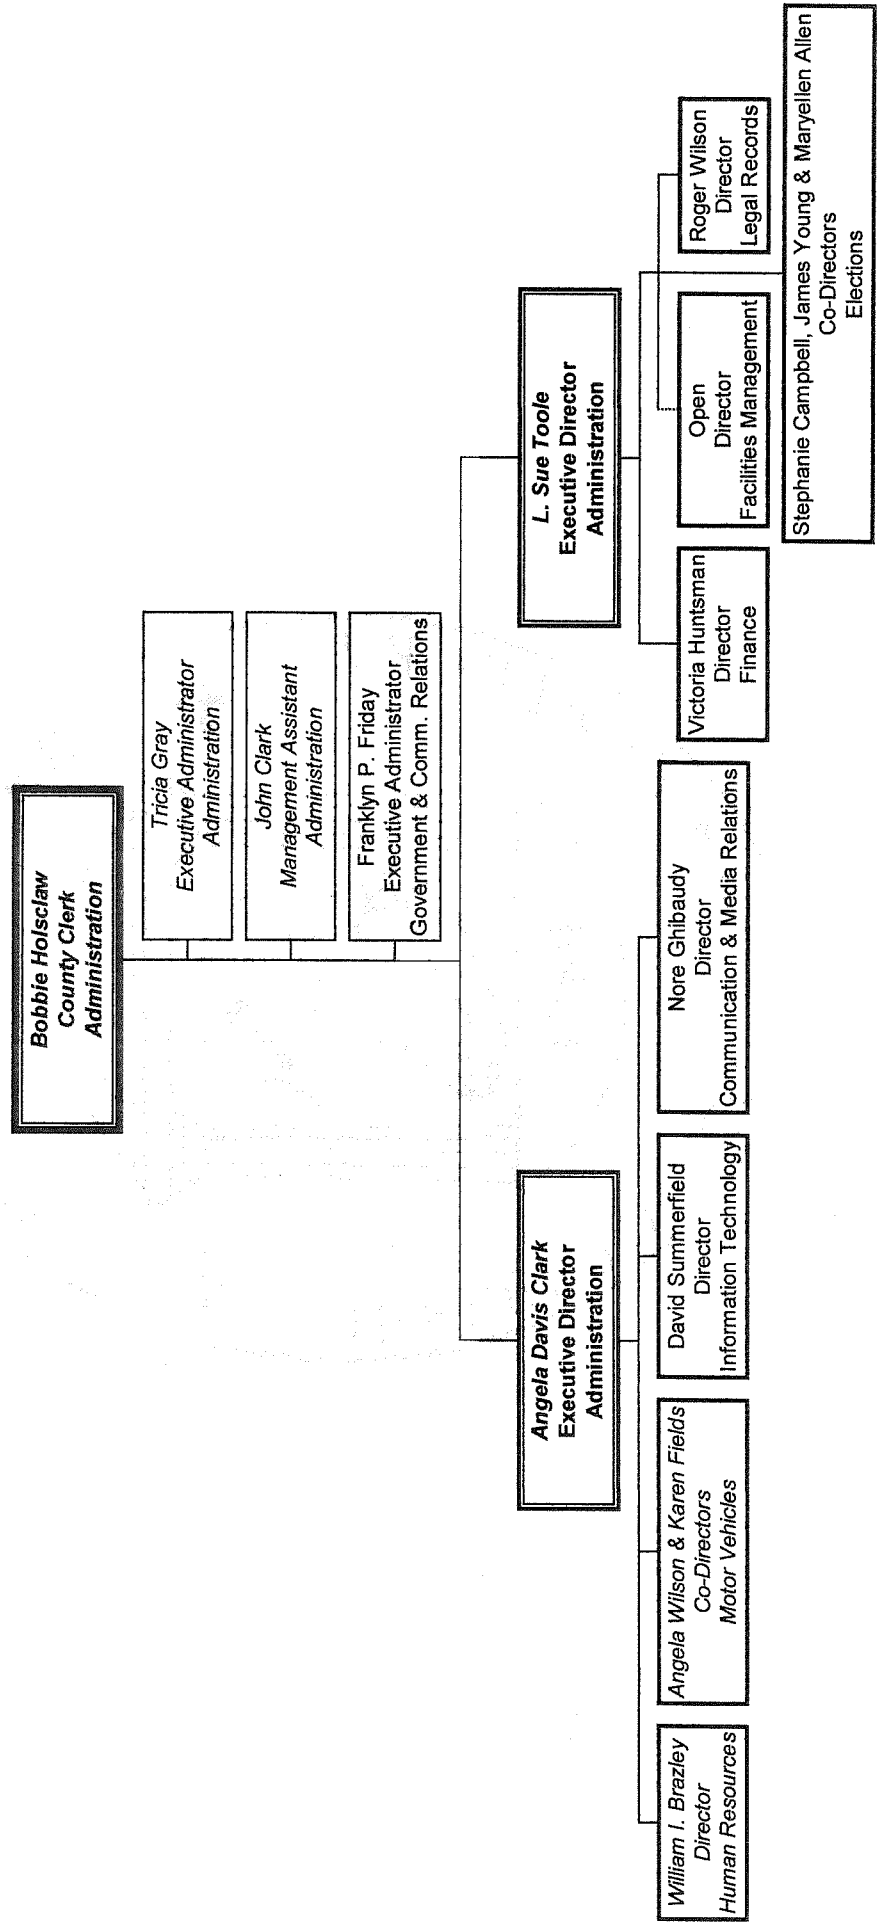 Bobbie Holsclaw
County Clerk
Administration
Tricia Gray
Executive Administrator
Administration
John Clark
Management Assistant
Administration
Franklyn P. Friday
Executive Administrator
Government & Comm. Relations
Angela Davis Clark
Executive Director
Administration
L. Sue Toole
Executive Director
Administration
William I. Brazley
Director
Human Resources
Angela Wilson & Karen Fields
Co-Directors
Motor Vehicles
David Summerfield
Director
Information Technology
Nore Ghibaudy
Director
Communication & Media Relations
Victoria Huntsman
Director
Finance
Open
Director
Facilities Management
Roger Wilson
Director
Legal Records
Stephanie Campbell, James Young & Maryellen Allen
Co-Directors
Elections